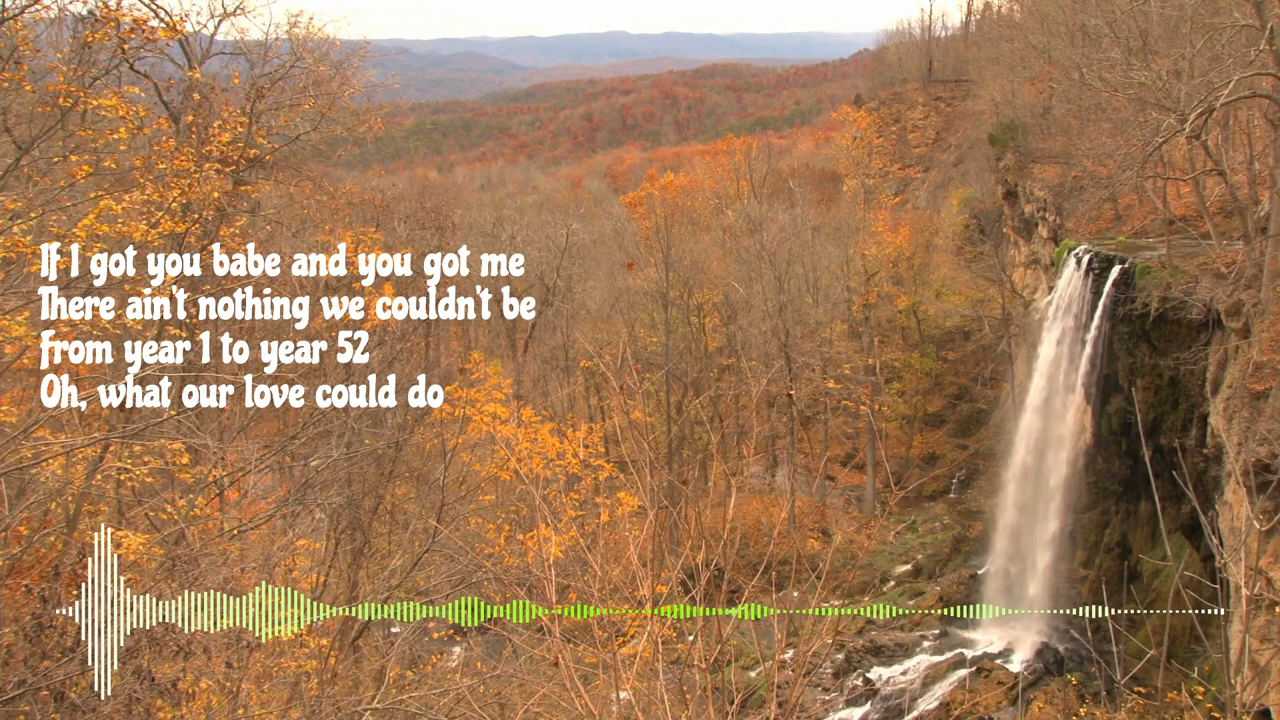 If I got you babe and you got me
There ain't nothing we couldn't be
From year 1 to year 52
Oh, what our love could do